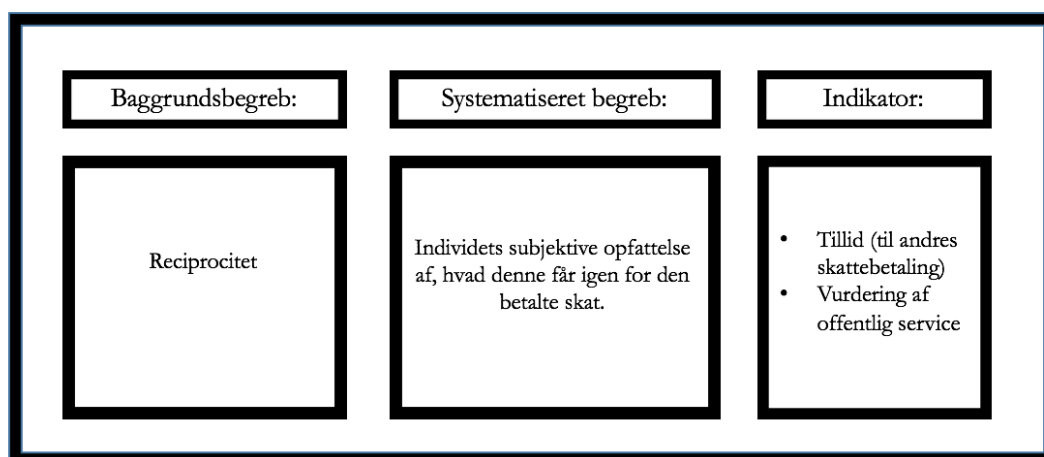 Baggrundsbegreb:
Systematiseret begreb:
Indikator:
Reciprocitet
Individets subjektive opfattelse
af, hvad denne får igen for den
betalte skat.
• Tillid (til andres
skattebetaling)
• Vurdering af
offentlig service